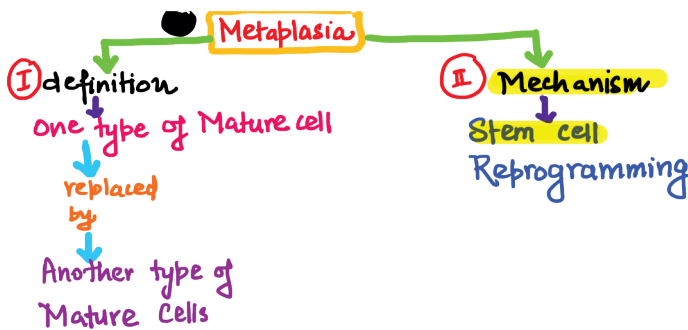 Metaplasia
I definition
One type of Mature cell
replaced
by
Another type of
Mature Cells
II Mechanism
Stem cell
Reprogramming